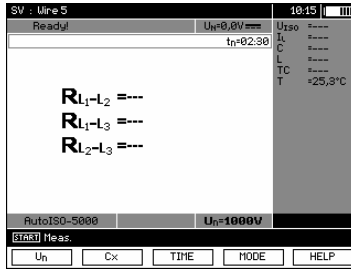 SV : Wire 5 10:15
Ready! UN=0,0V
tn=02:30
UISO =---
IL =---
C =---
L =---
TC =---
T =25,3°C
RL1-L2 =---
RL1-L3 =---
RL2-L3 =---
AutoISO-5000 Un=1000V
START Meas.
Un Cx TIME MODE HELP